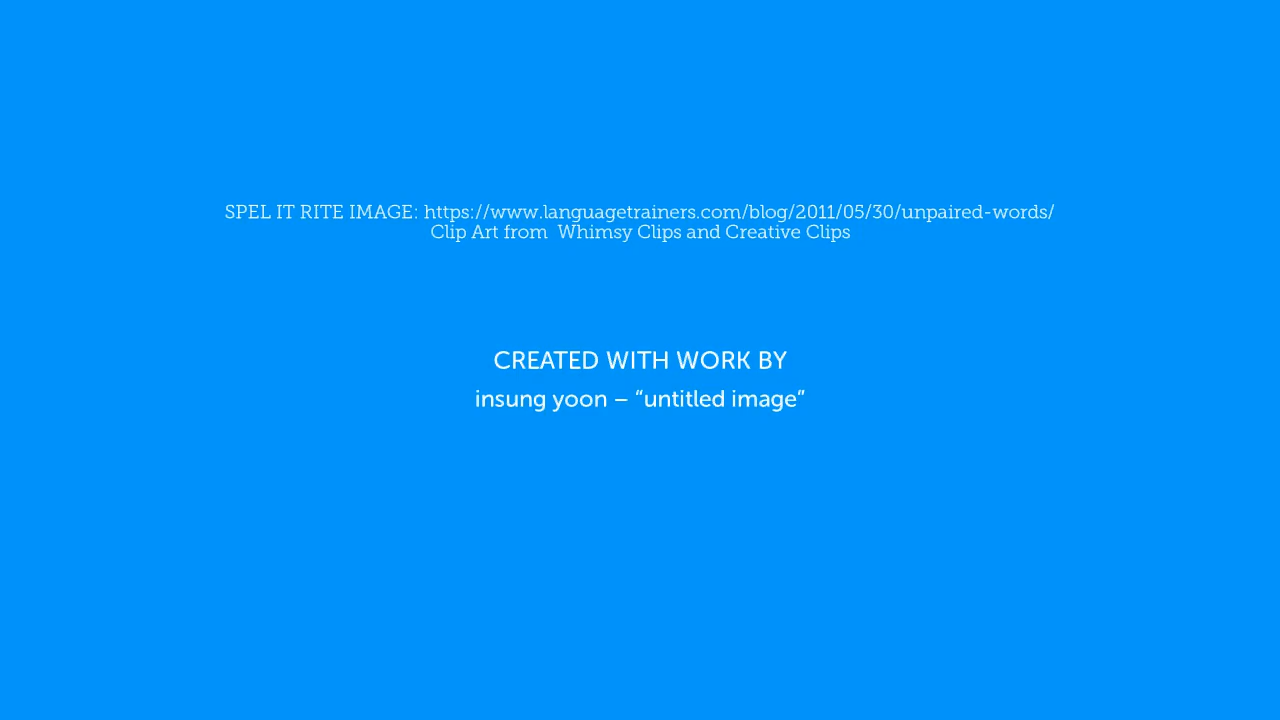 SPEL IT RITE IMAGE: https://www.languagetrainers.com/blog/2011/05/30/unpaired-words/
Clip Art from  Whimsy Clips and Creative Clips
CREATED WITH WORK BY
insung yoon – “untitled image”